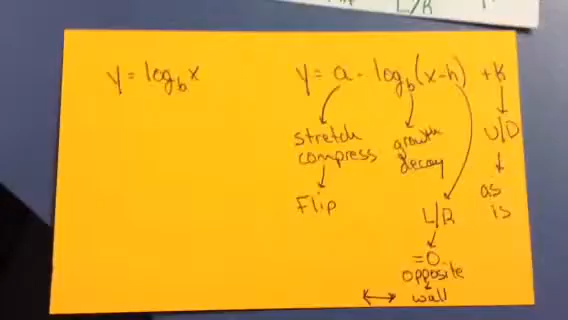 L/R
y = log_b x
y = a · log_b (x-h) + k
stretch
compress
Flip
growth
decay
L/R
=0
opposite
wall
U/D
as
is